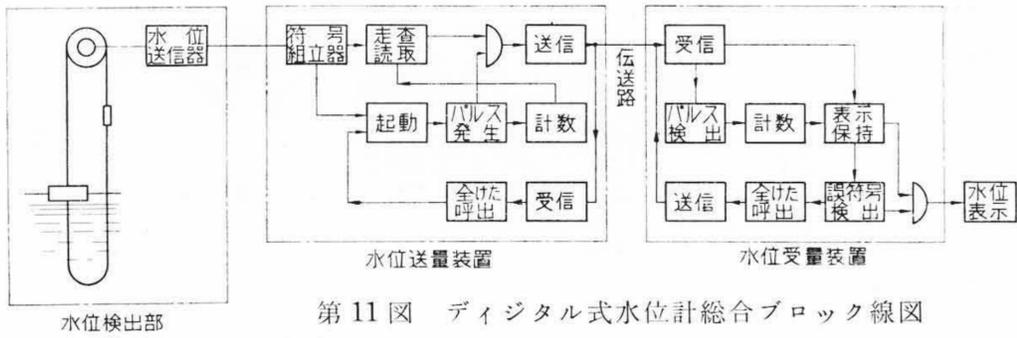 水位
送信器
符号
組立器
走査
読取
送信
起動
パルス
発生
計数
全けた
呼出
受信
伝送路
受信
パルス
検出
計数
表示
保持
送信
全けた
呼出
誤符号
検出
水位
表示
水位検出部
水位送量装置
水位受量装置
第11図 ディジタル式水位計総合ブロック線図